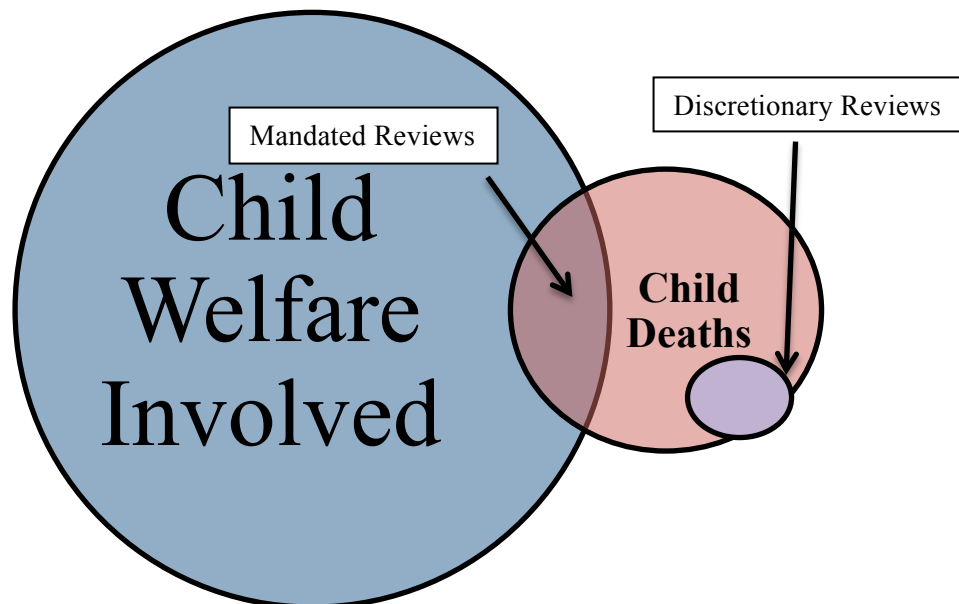 Discretionary Reviews
Mandated Reviews
Child
Welfare
Involved
Child
Deaths